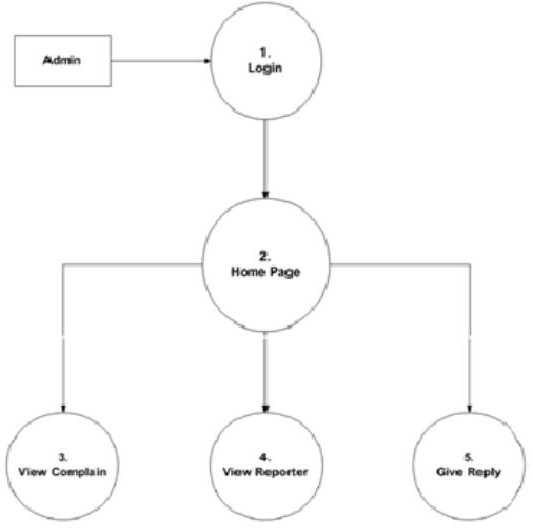 Admin
1.
Login
2.
Home Page
3.
View Complain
4.
View Reporter
5.
Give Reply